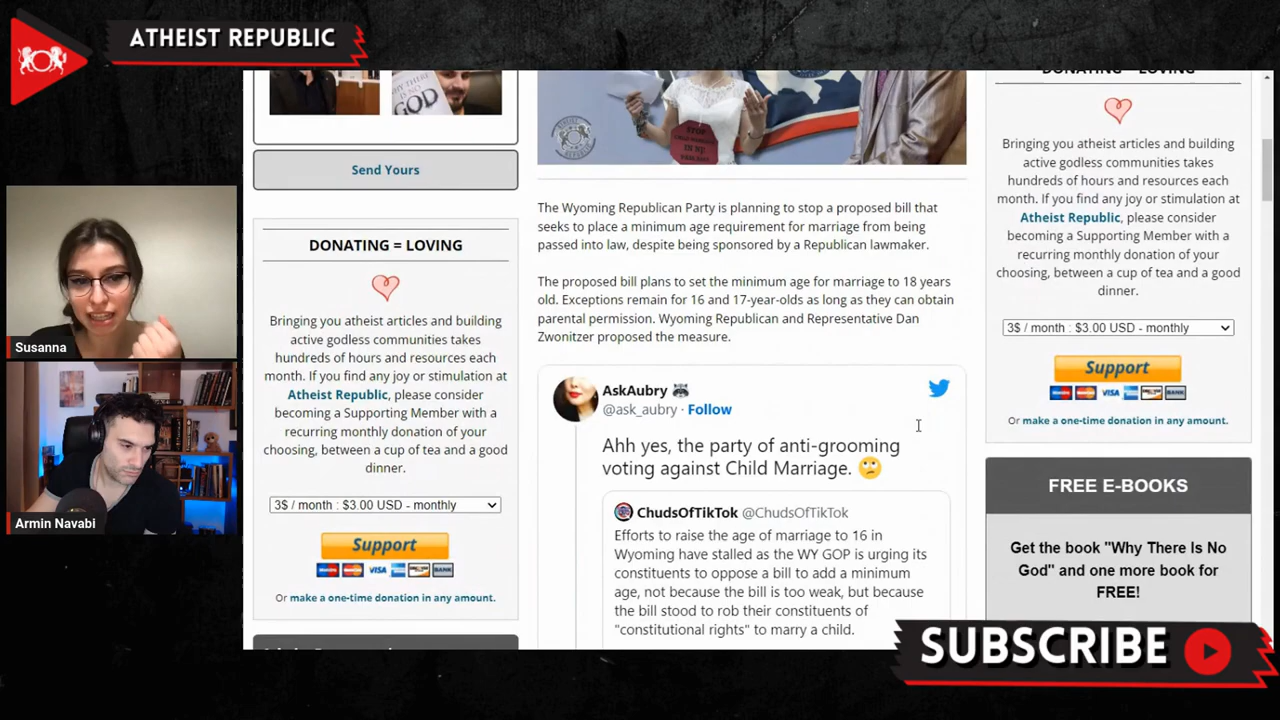 ATHEIST REPUBLIC
Susanna
Armin Navabi
GOD
Send Yours
DONATING = LOVING
Bringing you atheist articles and building
active godless communities takes
hundreds of hours and resources each
month. If you find any joy or stimulation at
Atheist Republic, please consider
becoming a Supporting Member with a
recurring monthly donation of your
choosing, between a cup of tea and a good
dinner.
3$ / month : $3.00 USD - monthly
Support
VISA
DISCOVER
BANK
Or make a one-time donation in any amount.
STOP
IN NJ
The Wyoming Republican Party is planning to stop a proposed bill that
seeks to place a minimum age requirement for marriage from being
passed into law, despite being sponsored by a Republican lawmaker.
The proposed bill plans to set the minimum age for marriage to 18 years
old. Exceptions remain for 16 and 17-year-olds as long as they can obtain
parental permission. Wyoming Republican and Representative Dan
Zwonitzer proposed the measure.
AskAubry 🦝
@ask_aubry · Follow
Ahh yes, the party of anti-grooming
voting against Child Marriage. 🙄
ChudsOfTikTok @ChudsOfTikTok
Efforts to raise the age of marriage to 16 in
Wyoming have stalled as the WY GOP is urging its
constituents to oppose a bill to add a minimum
age, not because the bill is too weak, but because
the bill stood to rob their constituents of
"constitutional rights" to marry a child.
DONATING = LOVING
Bringing you atheist articles and building
active godless communities takes
hundreds of hours and resources each
month. If you find any joy or stimulation at
Atheist Republic, please consider
becoming a Supporting Member with a
recurring monthly donation of your
choosing, between a cup of tea and a good
dinner.
3$ / month : $3.00 USD - monthly
Support
VISA
DISCOVER
BANK
Or make a one-time donation in any amount.
FREE E-BOOKS
Get the book "Why There Is No
God" and one more book for
FREE!
SUBSCRIBE